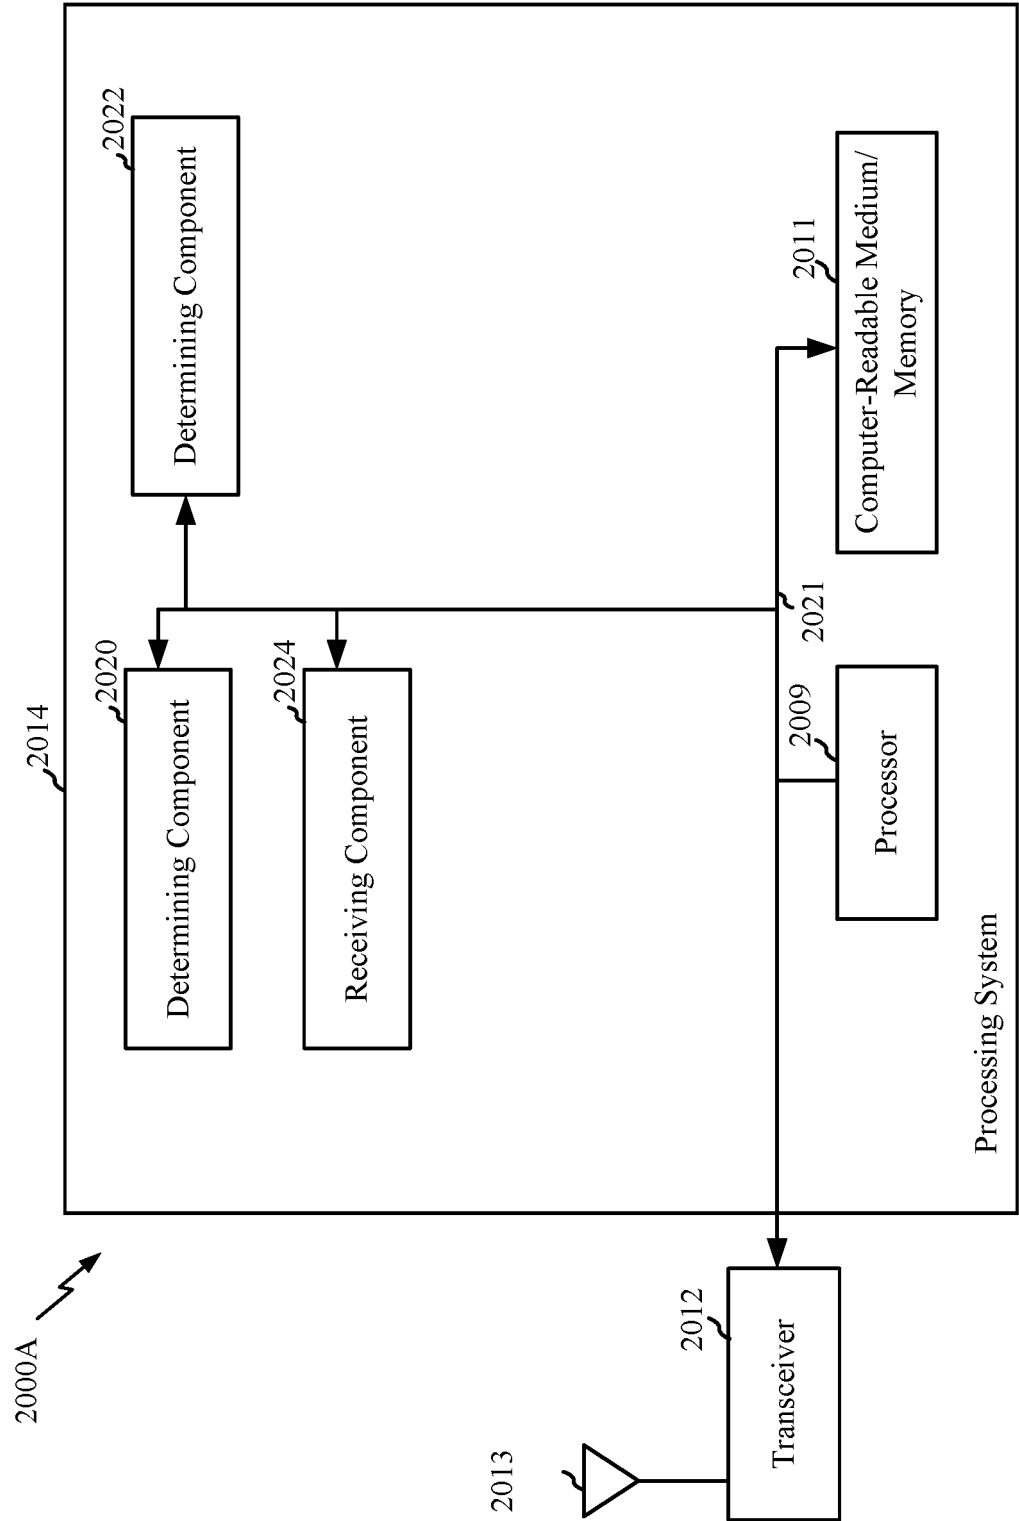 2000A
2014
2020
Determining Component
2022
Determining Component
2024
Receiving Component
2013
2012
Transceiver
2009
Processor
2021
2011
Computer-Readable Medium/
Memory
Processing System